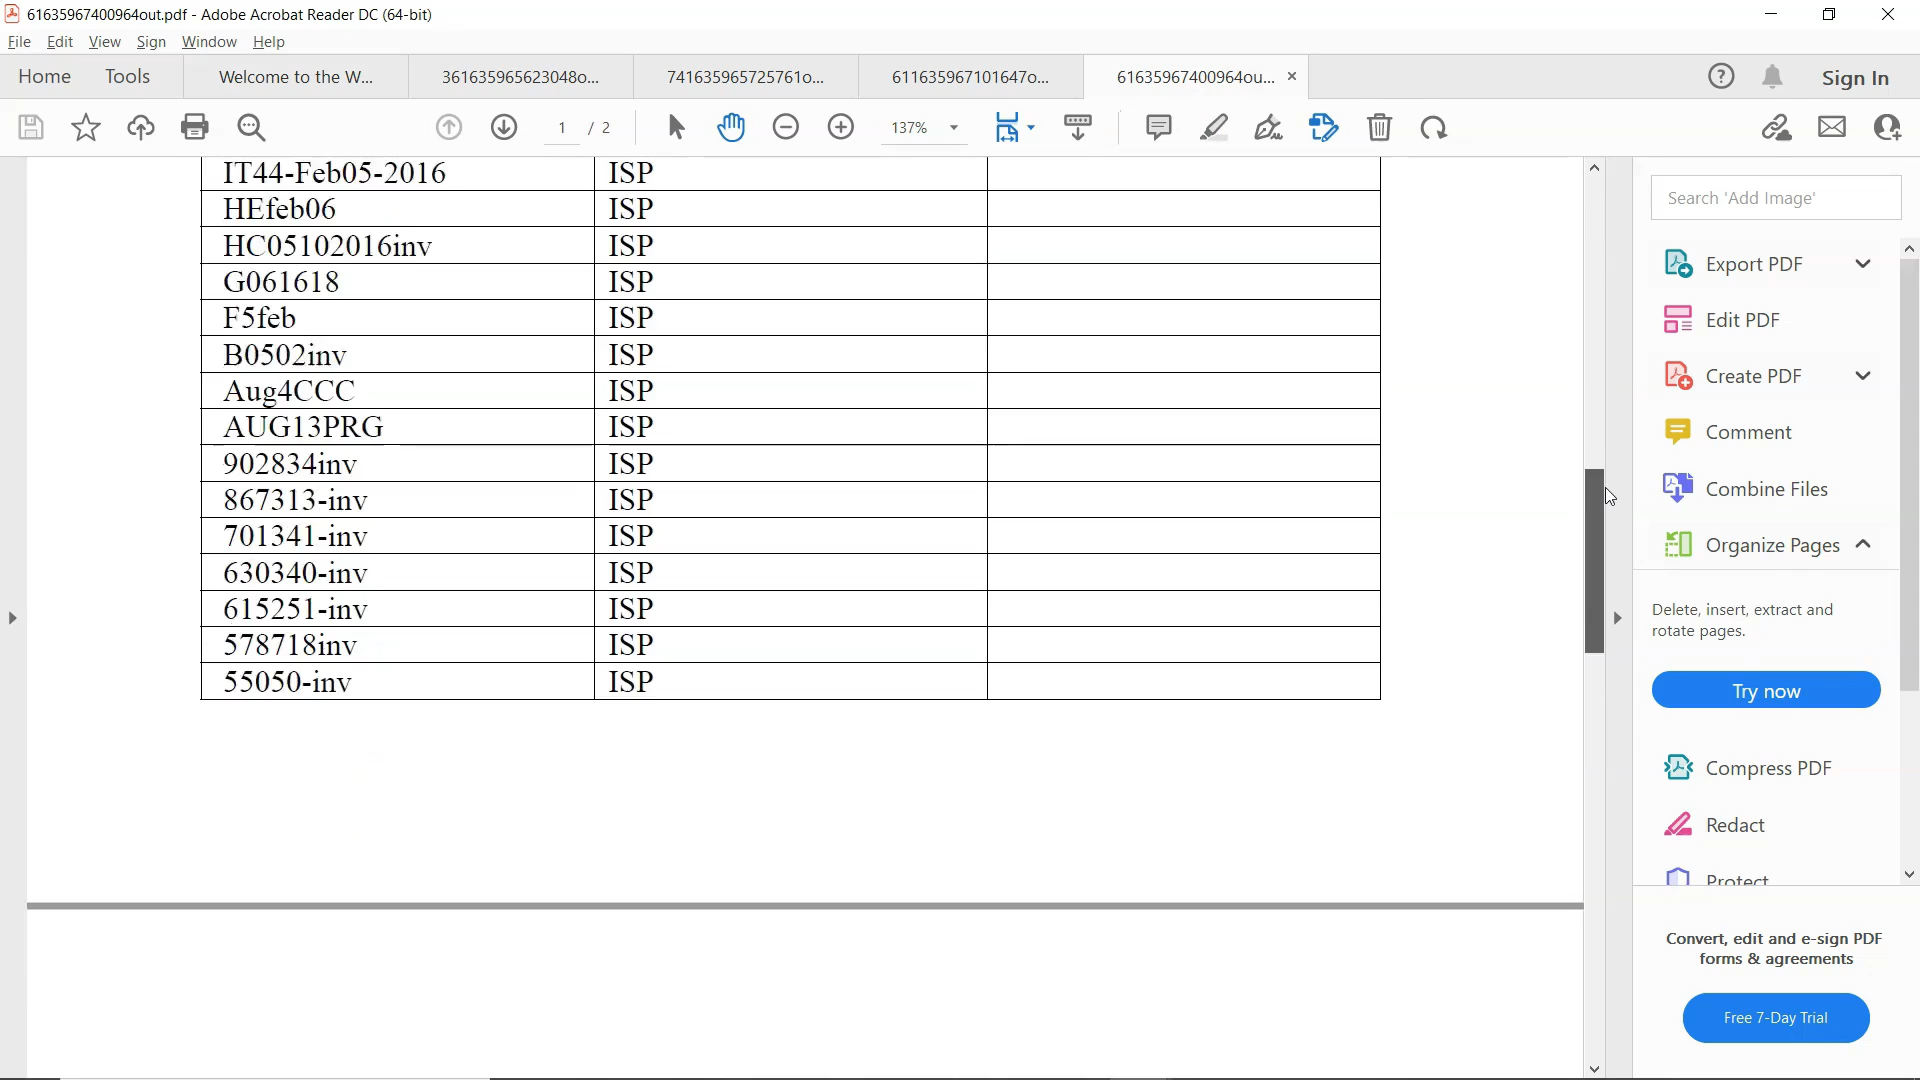 61635967400964out.pdf - Adobe Acrobat Reader DC (64-bit)
File Edit View Sign Window Help
Home Tools Welcome to the W... 361635965623048o... 741635965725761o... 611635967101647o... 61635967400964ou... Sign In
1 / 2 137%
IT44-Feb05-2016 ISP
HEfeb06 ISP
HC05102016inv ISP
G061618 ISP
F5feb ISP
B0502inv ISP
Aug4CCC ISP
AUG13PRG ISP
902834inv ISP
867313-inv ISP
701341-inv ISP
630340-inv ISP
615251-inv ISP
578718inv ISP
55050-inv ISP
Search 'Add Image'
Export PDF
Edit PDF
Create PDF
Comment
Combine Files
Organize Pages
Delete, insert, extract and
rotate pages.
Try now
Compress PDF
Redact
Protect
Convert, edit and e-sign PDF
forms & agreements
Free 7-Day Trial